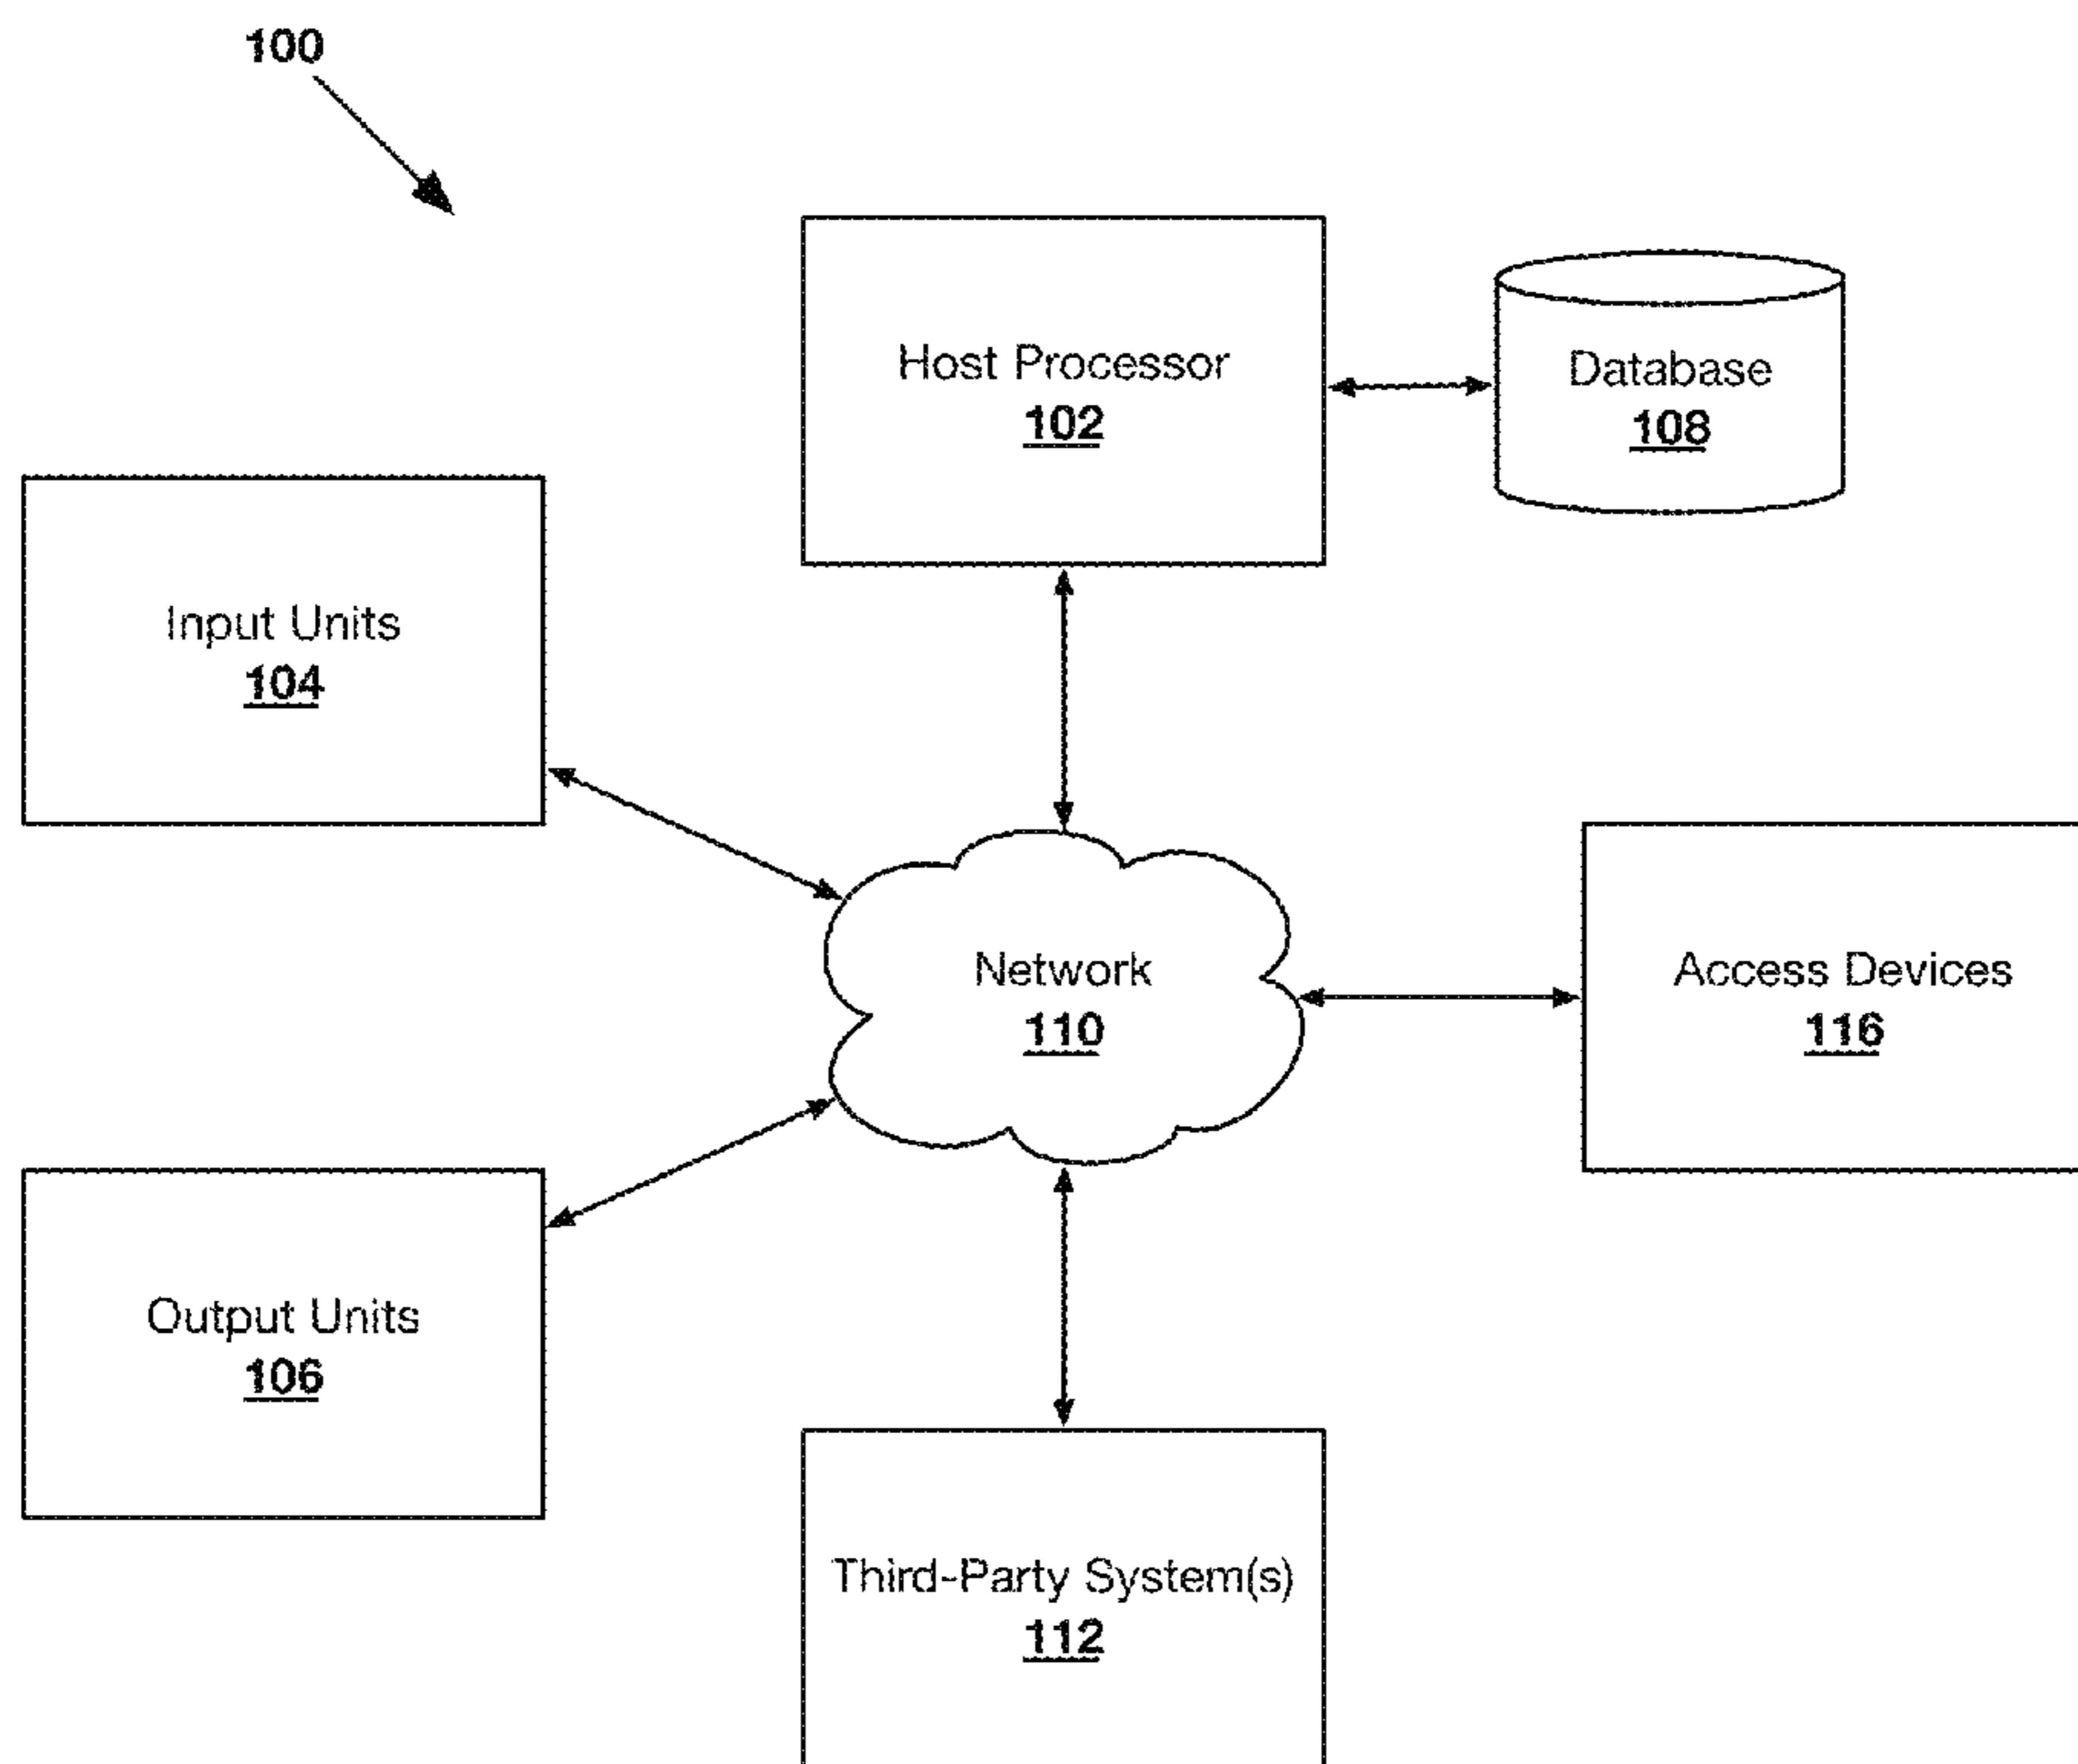 100
Host Processor
102
Database
108
Input Units
104
Network
110
Access Devices
116
Output Units
106
Third-Party System(s)
112